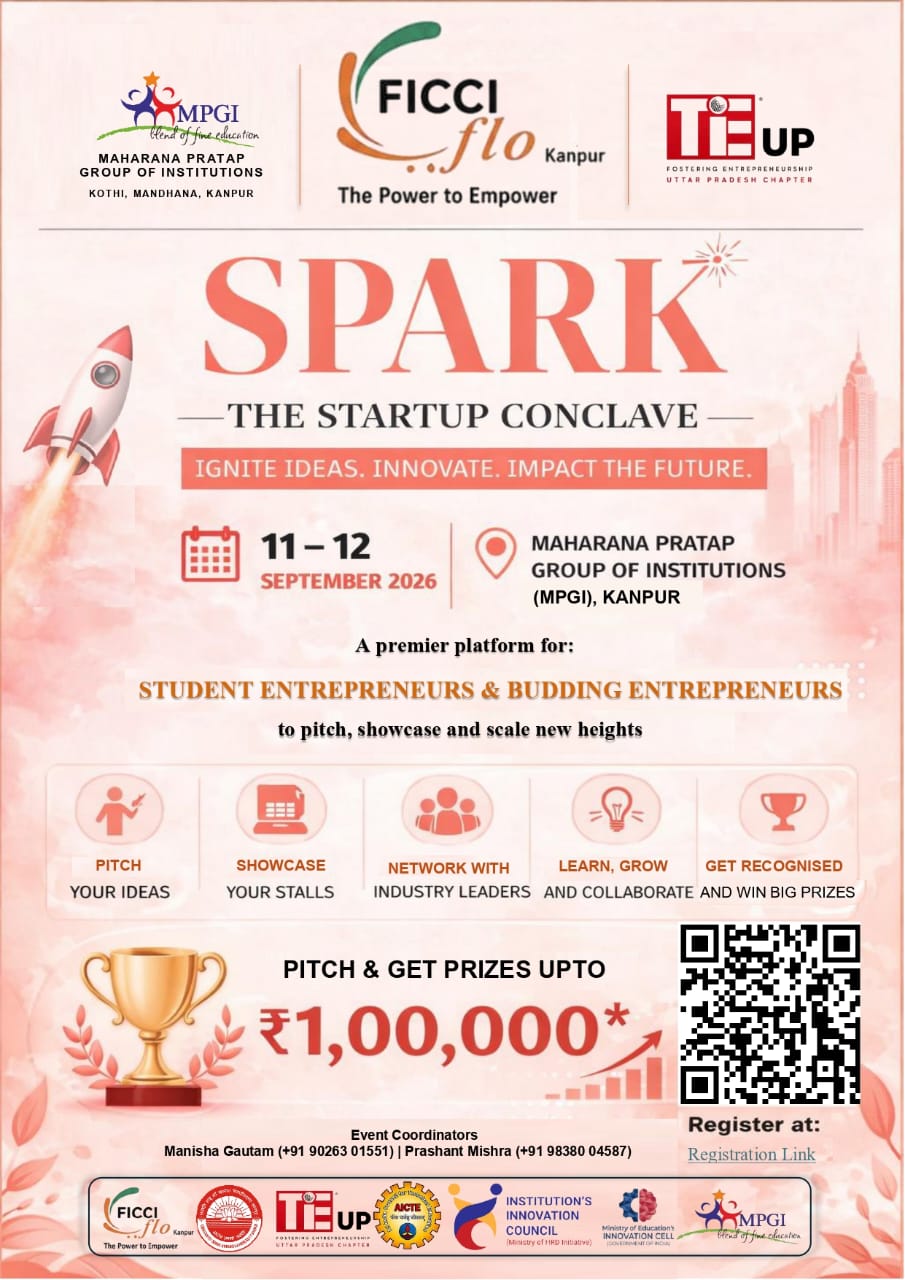 MPGI
blend of fine education
MAHARANA PRATAP
GROUP OF INSTITUTIONS
KOTHI, MANDHANA, KANPUR
FICCI
flo Kanpur
The Power to Empower
TiE UP
FOSTERING ENTREPRENEURSHIP
UTTAR PRADESH CHAPTER
SPARK
THE STARTUP CONCLAVE
IGNITE IDEAS. INNOVATE. IMPACT THE FUTURE.
11 – 12
SEPTEMBER 2026
MAHARANA PRATAP
GROUP OF INSTITUTIONS
(MPGI), KANPUR
A premier platform for:
STUDENT ENTREPRENEURS & BUDDING ENTREPRENEURS
to pitch, showcase and scale new heights
PITCH
YOUR IDEAS
SHOWCASE
YOUR STALLS
NETWORK WITH
INDUSTRY LEADERS
LEARN, GROW
AND COLLABORATE
GET RECOGNISED
AND WIN BIG PRIZES
PITCH & GET PRIZES UPTO
₹1,00,000*
Register at:
Registration Link
Event Coordinators
Manisha Gautam (+91 90263 01551) | Prashant Mishra (+91 98380 04587)
FICCI
flo Kanpur
The Power to Empower
TiE UP
FOSTERING ENTREPRENEURSHIP
UTTAR PRADESH CHAPTER
AICTE
INSTITUTION'S
INNOVATION
COUNCIL
(Ministry of HRD Initiative)
Ministry of Education's
INNOVATION CELL
(GOVERNMENT OF INDIA)
MPGI
blend of fine education